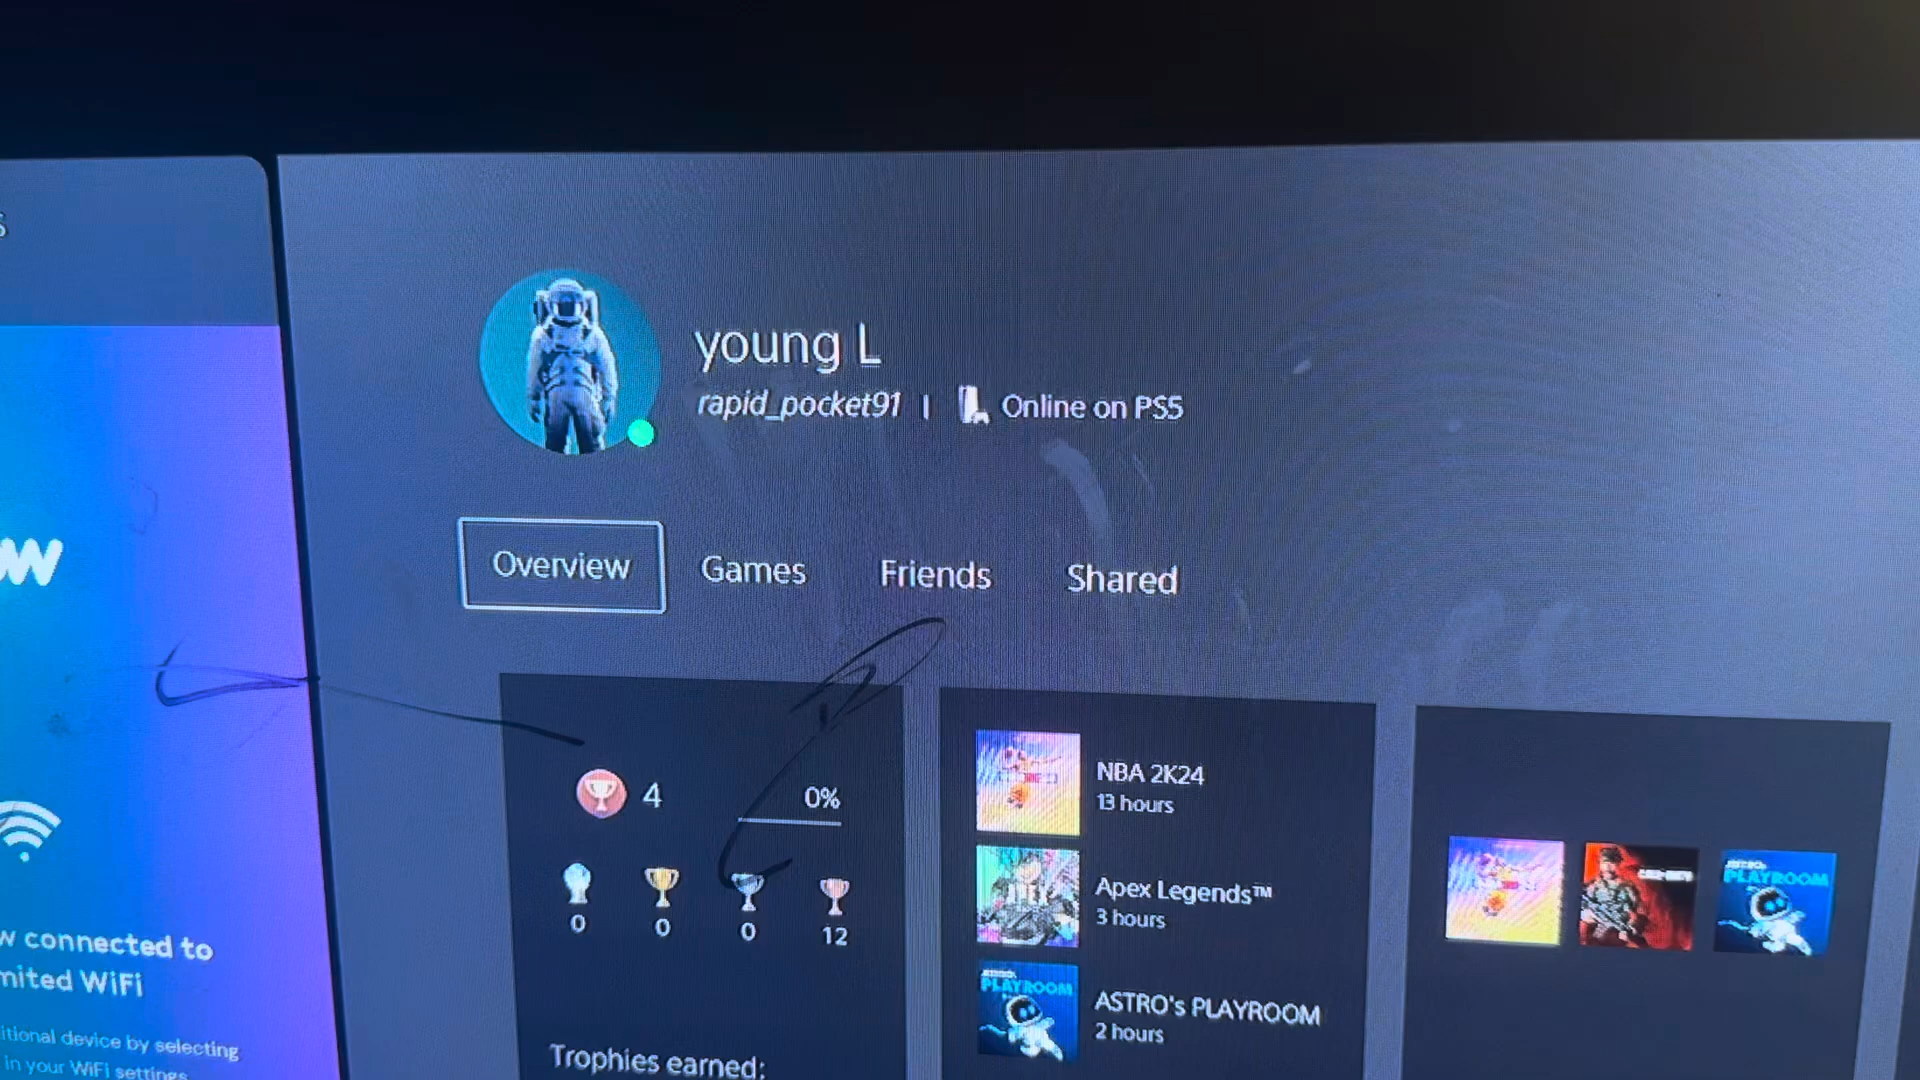 young L
rapid_pocket91 | Online on PS5
Overview Games Friends Shared
4 0%
0 0 0 12
Trophies earned:
NBA 2K24
13 hours
Apex Legends™
3 hours
ASTRO's PLAYROOM
2 hours
PLAYROOM
PLAYROOM
connected to
WiFi
device by selecting
in your WiFi settings